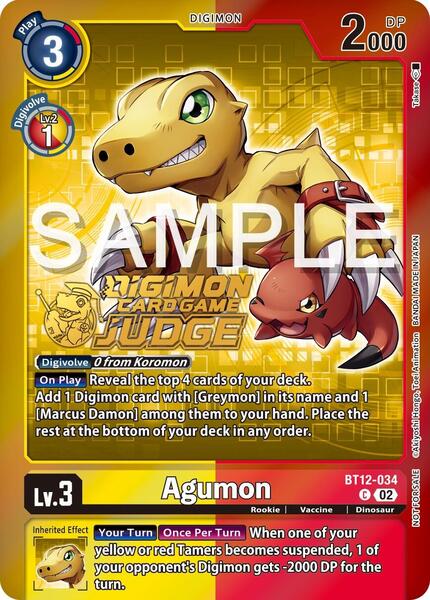 Play
3
DIGIMON
DP
2000
Digivolve
Lv.2
1
Takase
SAMPLE
DIGIMON
CARD GAME
JUDGE
Digivolve 0 from Koromon
On Play Reveal the top 4 cards of your deck.
Add 1 Digimon card with [Greymon] in its name and 1
[Marcus Damon] among them to your hand. Place the
rest at the bottom of your deck in any order.
©Akiyoshi Hongo, Toei Animation BANDAI MADE IN JAPAN
NOT FOR SALE
Lv.3
Agumon
BT12-034
C 02
Rookie | Vaccine | Dinosaur
Inherited Effect
Your Turn Once Per Turn When one of your
yellow or red Tamers becomes suspended, 1 of
your opponent's Digimon gets -2000 DP for the
turn.